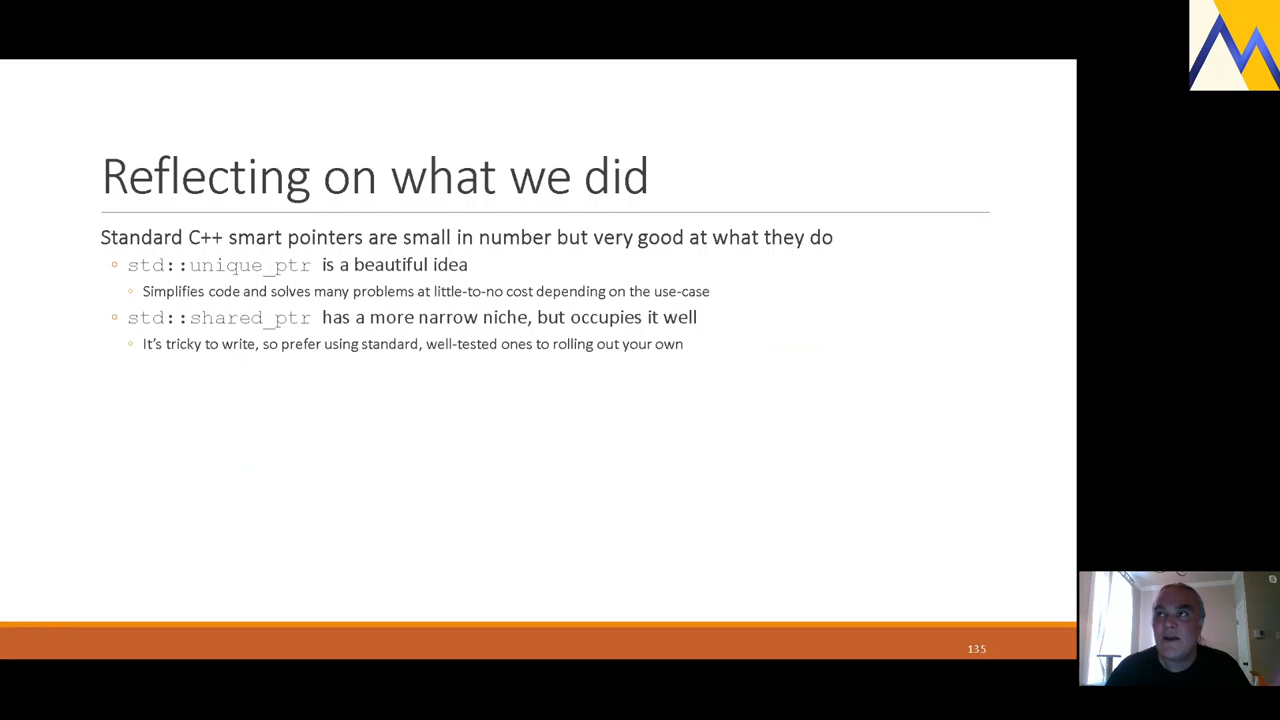 Reflecting on what we did
Standard C++ smart pointers are small in number but very good at what they do
◦ std::unique_ptr is a beautiful idea
◦ Simplifies code and solves many problems at little-to-no cost depending on the use-case
◦ std::shared_ptr has a more narrow niche, but occupies it well
◦ It's tricky to write, so prefer using standard, well-tested ones to rolling out your own
135